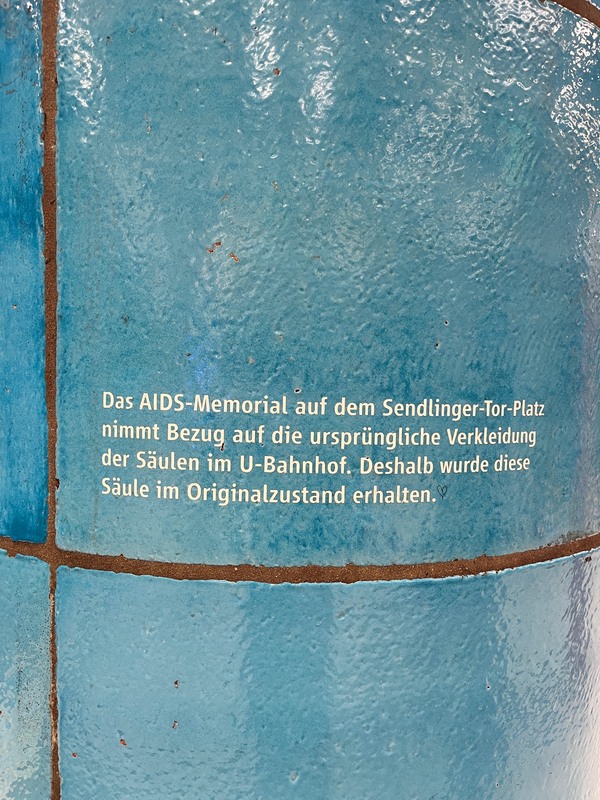 Das AIDS-Memorial auf dem Sendlinger-Tor-Platz
nimmt Bezug auf die ursprüngliche Verkleidung
der Säulen im U-Bahnhof. Deshalb wurde diese
Säule im Originalzustand erhalten.♡